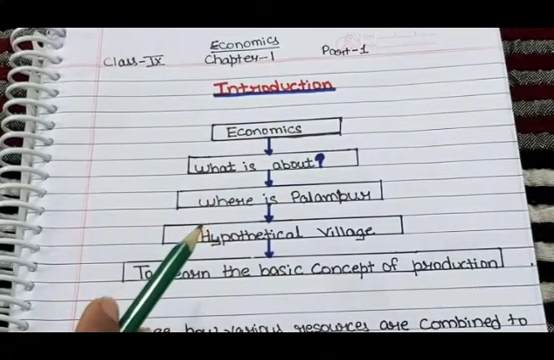 Economics
Class-IX Chapter-1 Part-1
Introduction
Economics
What is about?
Where is Palampur
Hypothetical Village
To learn the basic Concept of production
how various resources are combined to